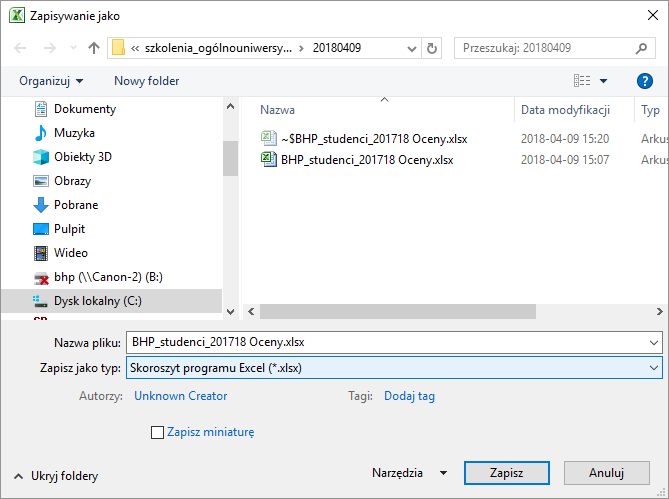 Zapisywanie jako
« szkolenia_ogólnouniwersy... > 20180409
Przeszukaj: 20180409
Organizuj
Nowy folder
?
Dokumenty
Muzyka
Obiekty 3D
Obrazy
Pobrane
Pulpit
Wideo
bhp (\\Canon-2) (B:)
Dysk lokalny (C:)
Nazwa Data modyfikacji Typ
~$BHP_studenci_201718 Oceny.xlsx 2018-04-09 15:20 Arkus
BHP_studenci_201718 Oceny.xlsx 2018-04-09 15:07 Arkus
Nazwa pliku: BHP_studenci_201718 Oceny.xlsx
Zapisz jako typ: Skoroszyt programu Excel (*.xlsx)
Autorzy: Unknown Creator Tagi: Dodaj tag
Zapisz miniaturę
Ukryj foldery Narzędzia Zapisz Anuluj